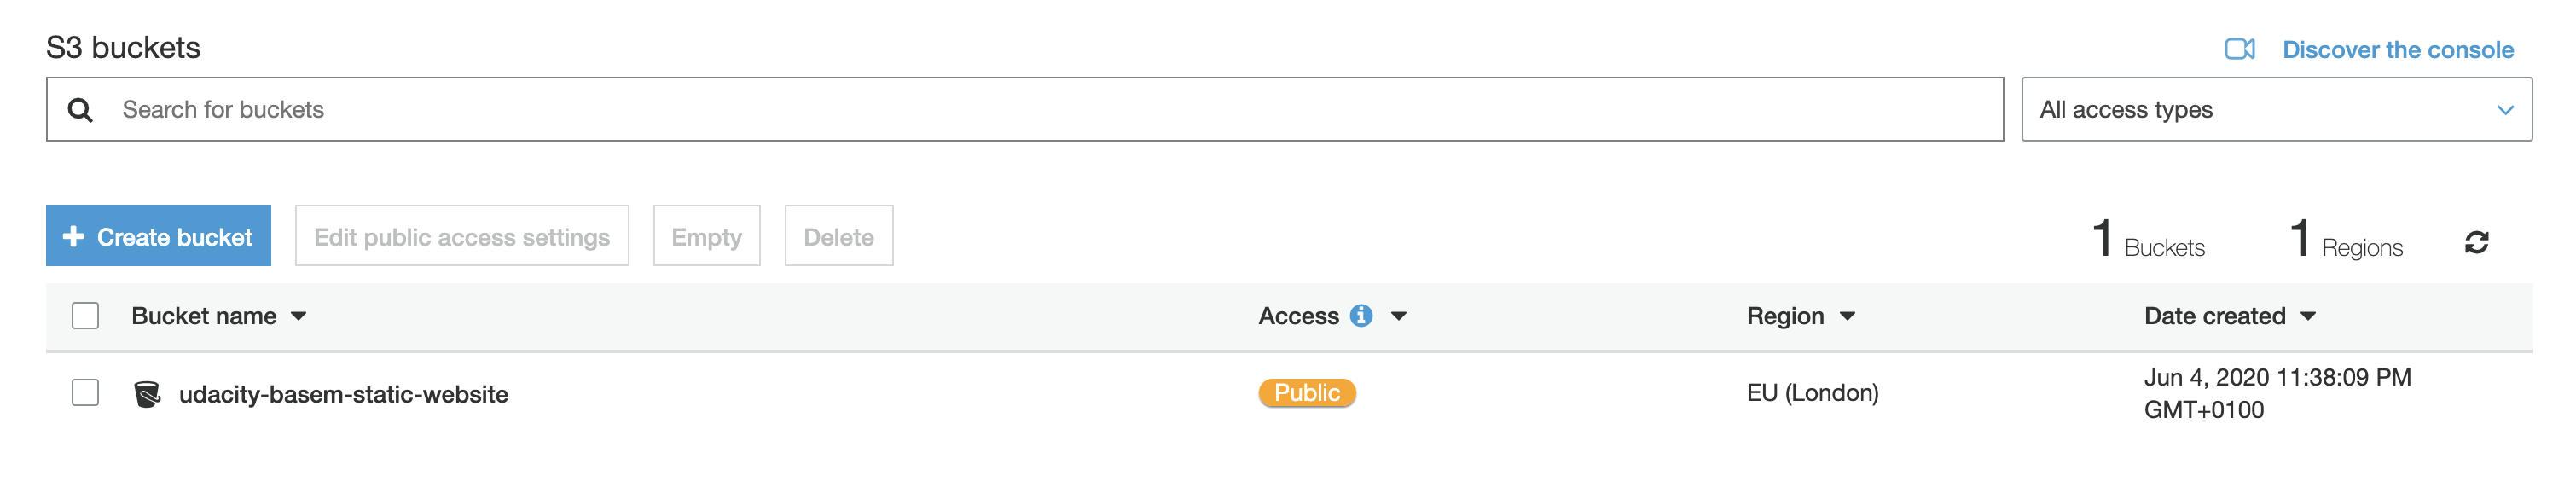 S3 buckets
Discover the console
Search for buckets
All access types
Create bucket
Edit public access settings
Empty
Delete
1 Buckets
1 Regions
Bucket name
Access
Region
Date created
udacity-basem-static-website
Public
EU (London)
Jun 4, 2020 11:38:09 PM
GMT+0100